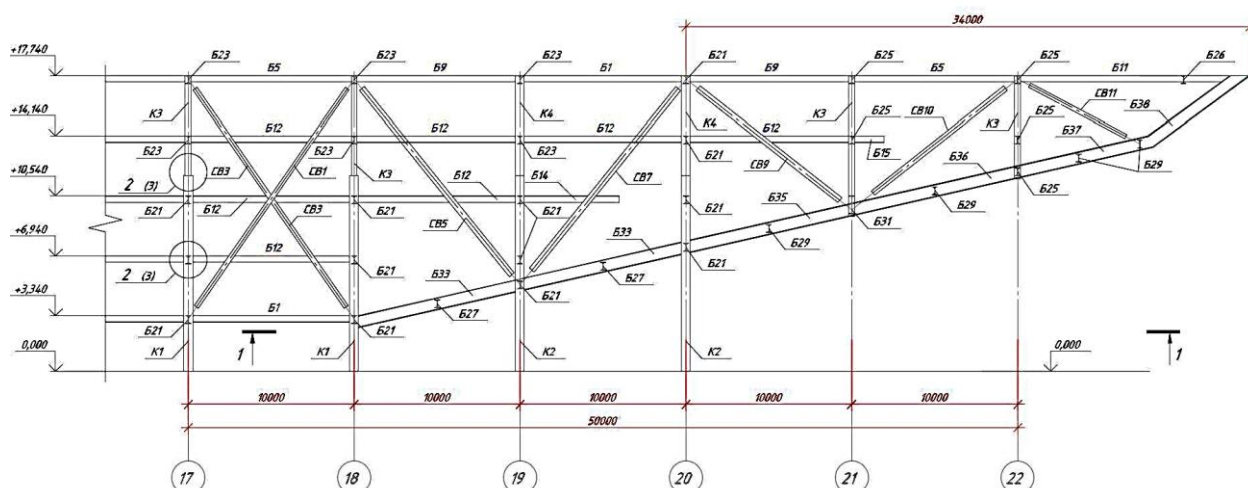 34000
+17,740 Б23 Б5 Б23 Б9 Б23 Б1 Б21 Б9 Б25 Б5 Б25 Б11 Б26
К3 К4 К4 К3 СВ10 К3 СВ11 Б38
+14,140 Б12 Б12 Б12 Б12 Б25 Б25 Б37
Б23 СВ3 СВ1 Б23 Б23 Б21 СВ9 Б15 Б36 Б29
+10,540 2 (3) К3 Б12 Б14 СВ7 Б35 Б25
Б21 Б12 СВ3 Б21 СВ5 Б21 Б21 Б31 Б29
+6,940 Б12 Б33 Б29
2 (3) Б21 Б33 Б27 Б21
+3,340 Б1 Б27 Б21
Б21 Б21
0,000 К1 1 К1 К2 К2 0,000 1
10000 10000 10000 10000 10000
50000
17 18 19 20 21 22